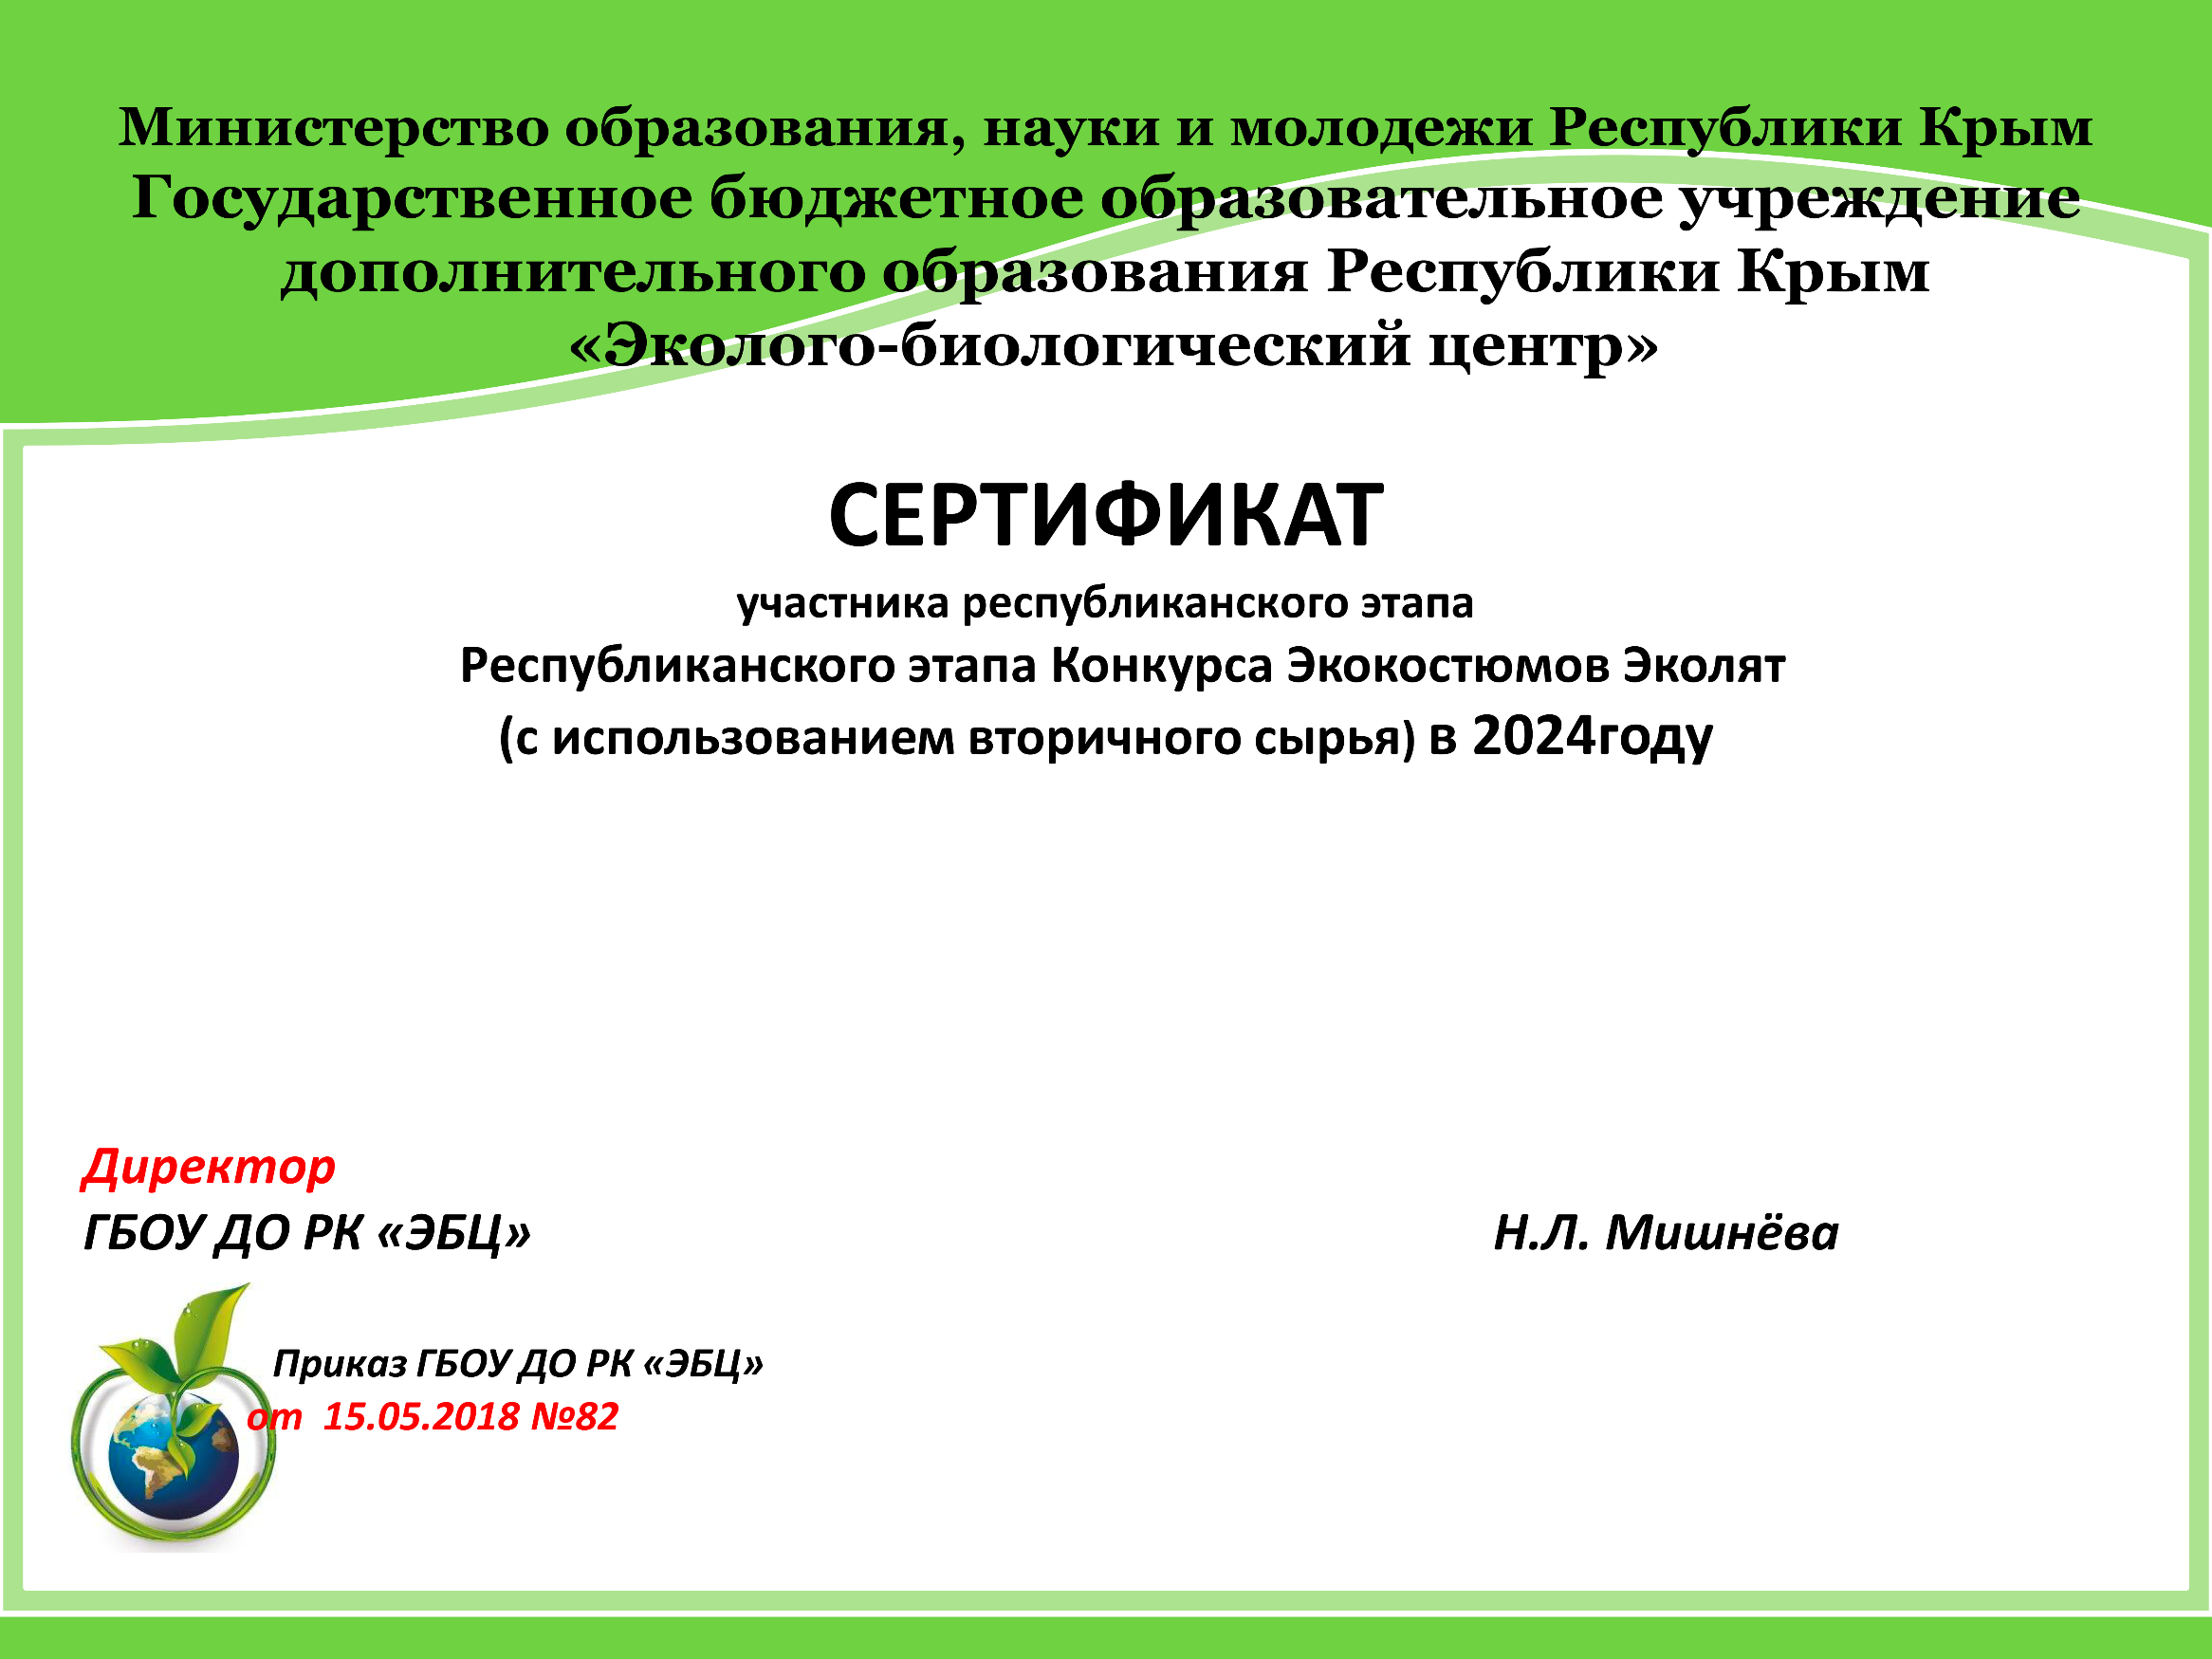 Министерство образования, науки и молодежи Республики Крым
Государственное бюджетное образовательное учреждение
дополнительного образования Республики Крым
«Эколого-биологический центр»
СЕРТИФИКАТ
участника республиканского этапа
Республиканского этапа Конкурса Экокостюмов Эколят
(с использованием вторичного сырья) в 2024году
Директор
ГБОУ ДО РК «ЭБЦ» Н.Л. Мишнёва
Приказ ГБОУ ДО РК «ЭБЦ»
от 15.05.2018 №82